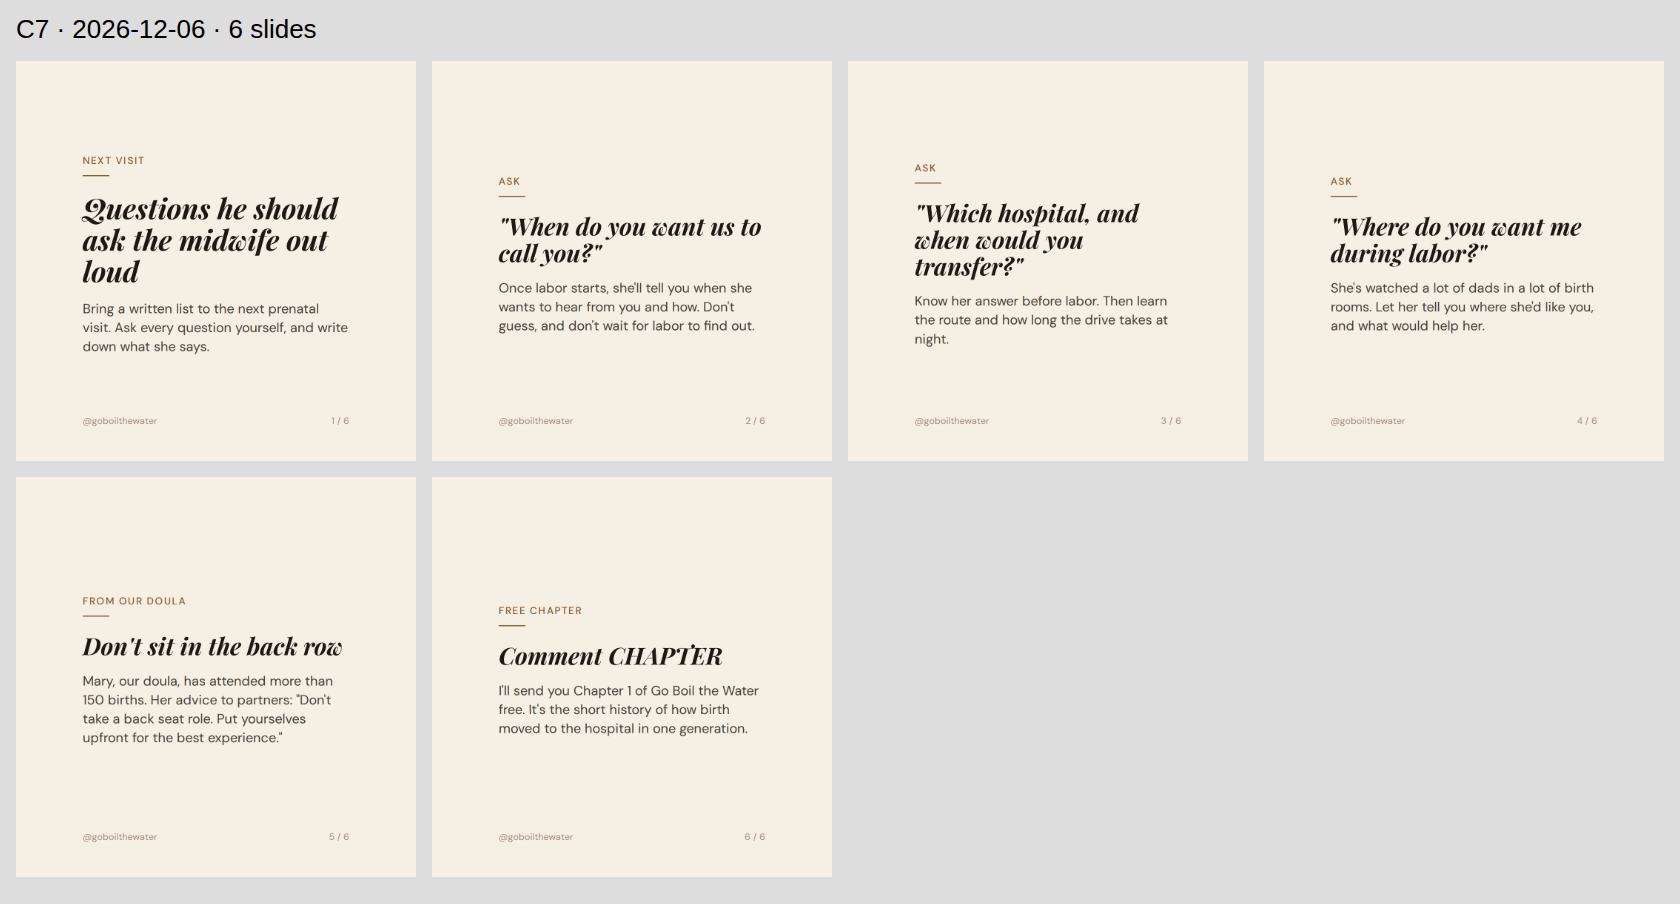 C7 · 2026-12-06 · 6 slides
NEXT VISIT
Questions he should
ask the midwife out
loud
Bring a written list to the next prenatal
visit. Ask every question yourself, and write
down what she says.
@goboilthewater
1 / 6
ASK
"When do you want us to
call you?"
Once labor starts, she'll tell you when she
wants to hear from you and how. Don't
guess, and don't wait for labor to find out.
@goboilthewater
2 / 6
ASK
"Which hospital, and
when would you
transfer?"
Know her answer before labor. Then learn
the route and how long the drive takes at
night.
@goboilthewater
3 / 6
ASK
"Where do you want me
during labor?"
She's watched a lot of dads in a lot of birth
rooms. Let her tell you where she'd like you,
and what would help her.
@goboilthewater
4 / 6
FROM OUR DOULA
Don't sit in the back row
Mary, our doula, has attended more than
150 births. Her advice to partners: "Don't
take a back seat role. Put yourselves
upfront for the best experience."
@goboilthewater
5 / 6
FREE CHAPTER
Comment CHAPTER
I'll send you Chapter 1 of Go Boil the Water
free. It's the short history of how birth
moved to the hospital in one generation.
@goboilthewater
6 / 6